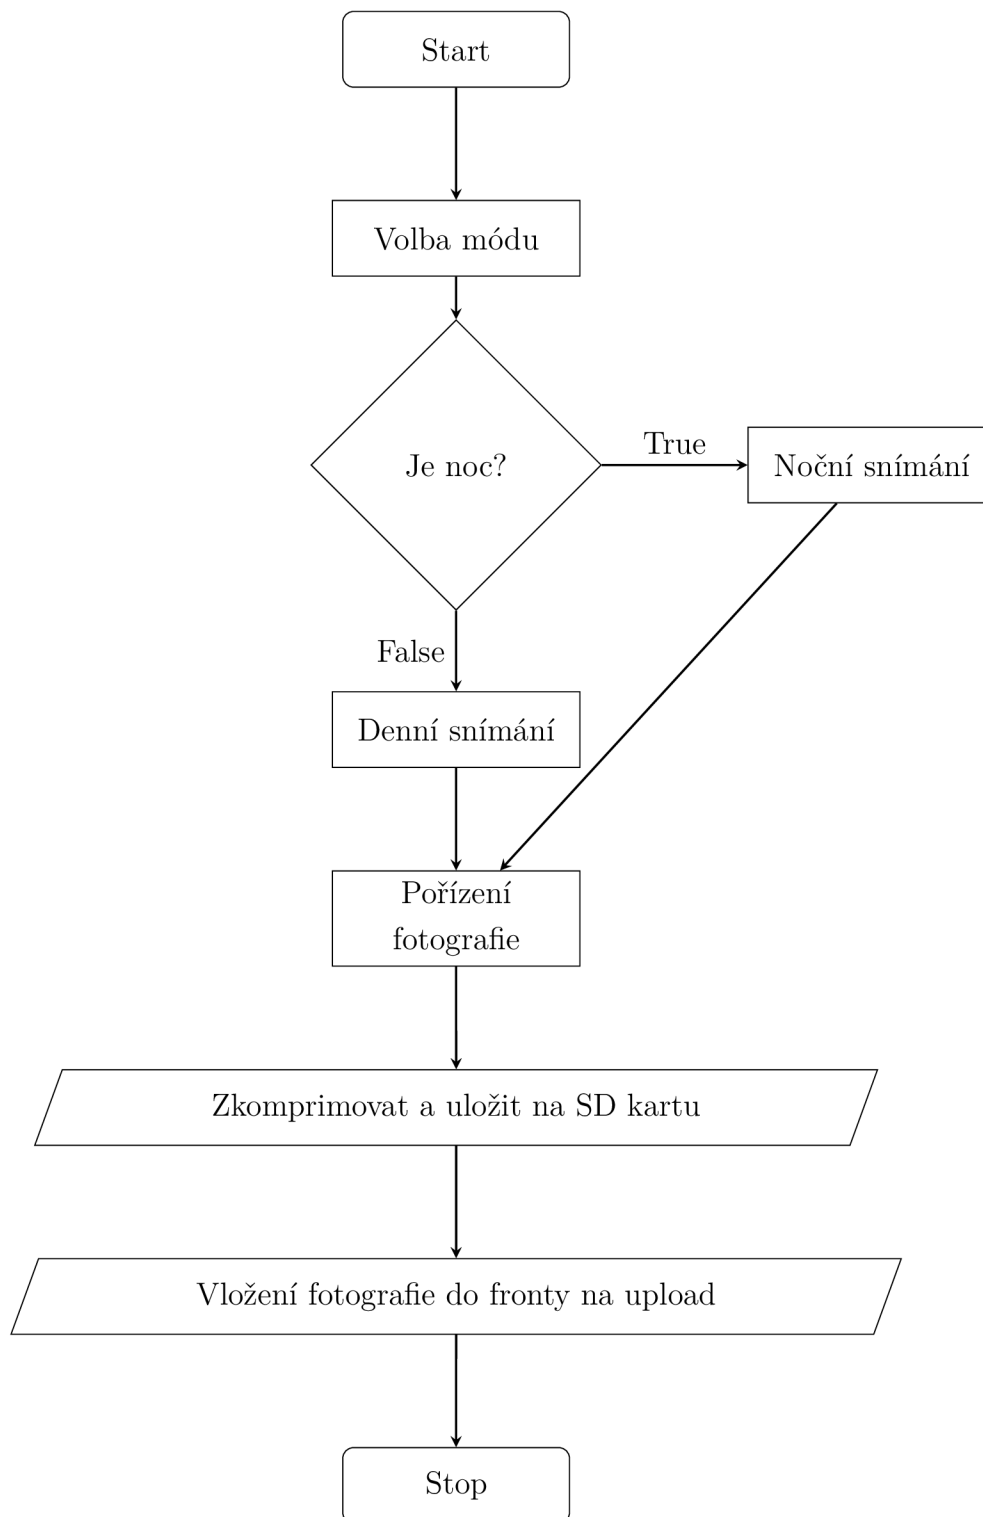 Start
Volba módu
Je noc?
True
Noční snímání
False
Denní snímání
Pořízení
fotografie
Zkomprimovat a uložit na SD kartu
Vložení fotografie do fronty na upload
Stop